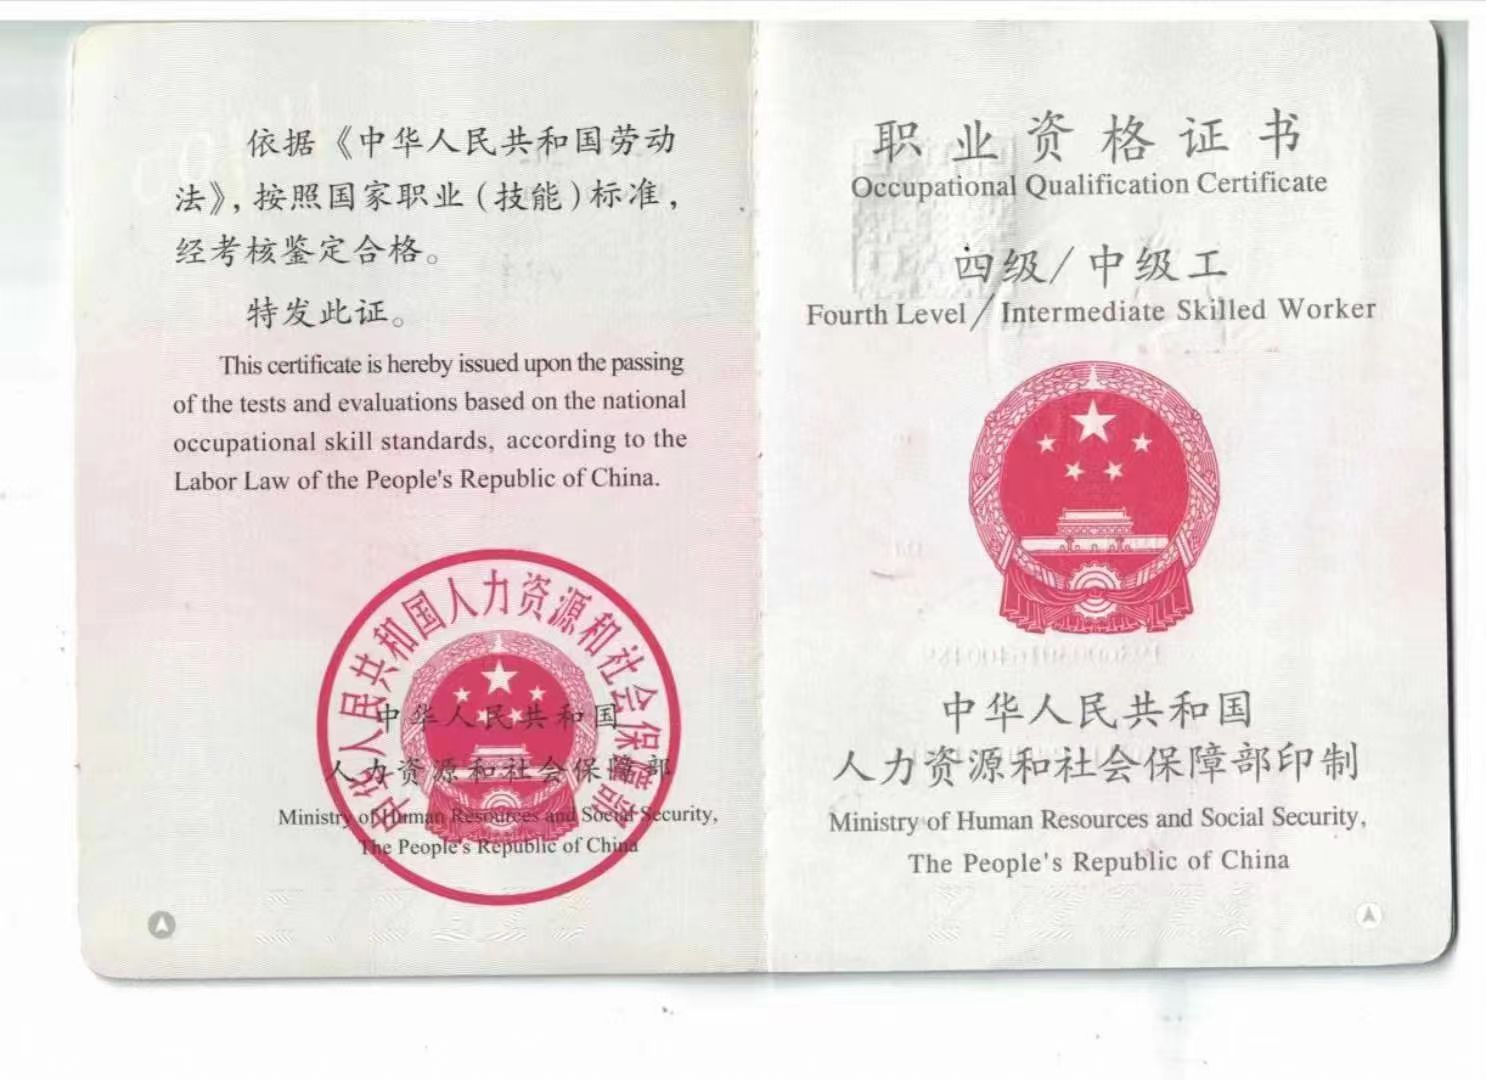 依据《中华人民共和国劳动
法》，按照国家职业（技能）标准，
经考核鉴定合格。
特发此证。
This certificate is hereby issued upon the passing
of the tests and evaluations based on the national
occupational skill standards, according to the
Labor Law of the People's Republic of China.
中华人民共和国人力资源和社会保障部
中华人民共和国
人力资源和社会保障部
Ministry of Human Resources and Social Security,
The People's Republic of China
职业资格证书
Occupational Qualification Certificate
四级/中级工
Fourth Level/Intermediate Skilled Worker
中华人民共和国
人力资源和社会保障部印制
Ministry of Human Resources and Social Security,
The People's Republic of China